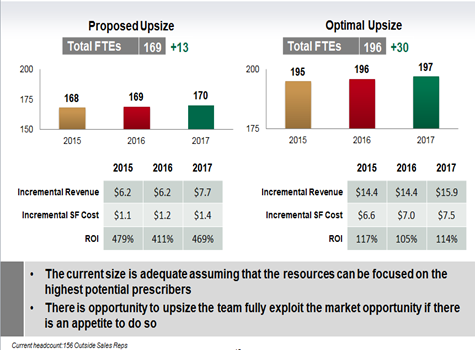 Proposed Upsize
Total FTEs 169 +13
200
175
150
168
169
170
2015 2016 2017
Optimal Upsize
Total FTEs 196 +30
200
175
195
196
197
2015 2016 2017
2015 2016 2017
Incremental Revenue $6.2 $6.2 $7.7
Incremental SF Cost $1.1 $1.2 $1.4
ROI 479% 411% 469%
2015 2016 2017
Incremental Revenue $14.4 $14.4 $15.9
Incremental SF Cost $6.6 $7.0 $7.5
ROI 117% 105% 114%
• The current size is adequate assuming that the resources can be focused on the
highest potential prescribers
• There is opportunity to upsize the team fully exploit the market opportunity if there
is an appetite to do so
Current headcount:156 Outside Sales Reps